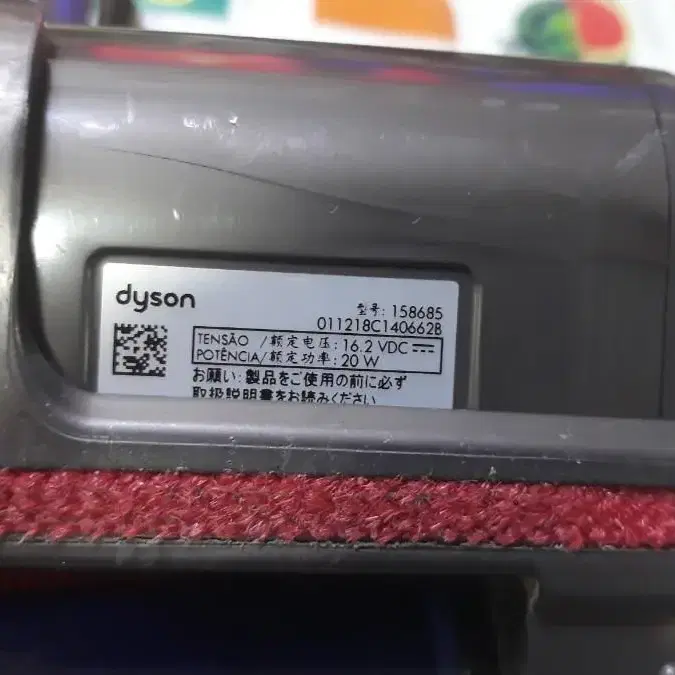 dyson
型号: 158685
011218C140662B
TENSÃO /额定电压: 16.2 VDC ⎓
POTÊNCIA/额定功率: 20 W
お願い: 製品をご使用の前に必ず
取扱説明書をお読みください